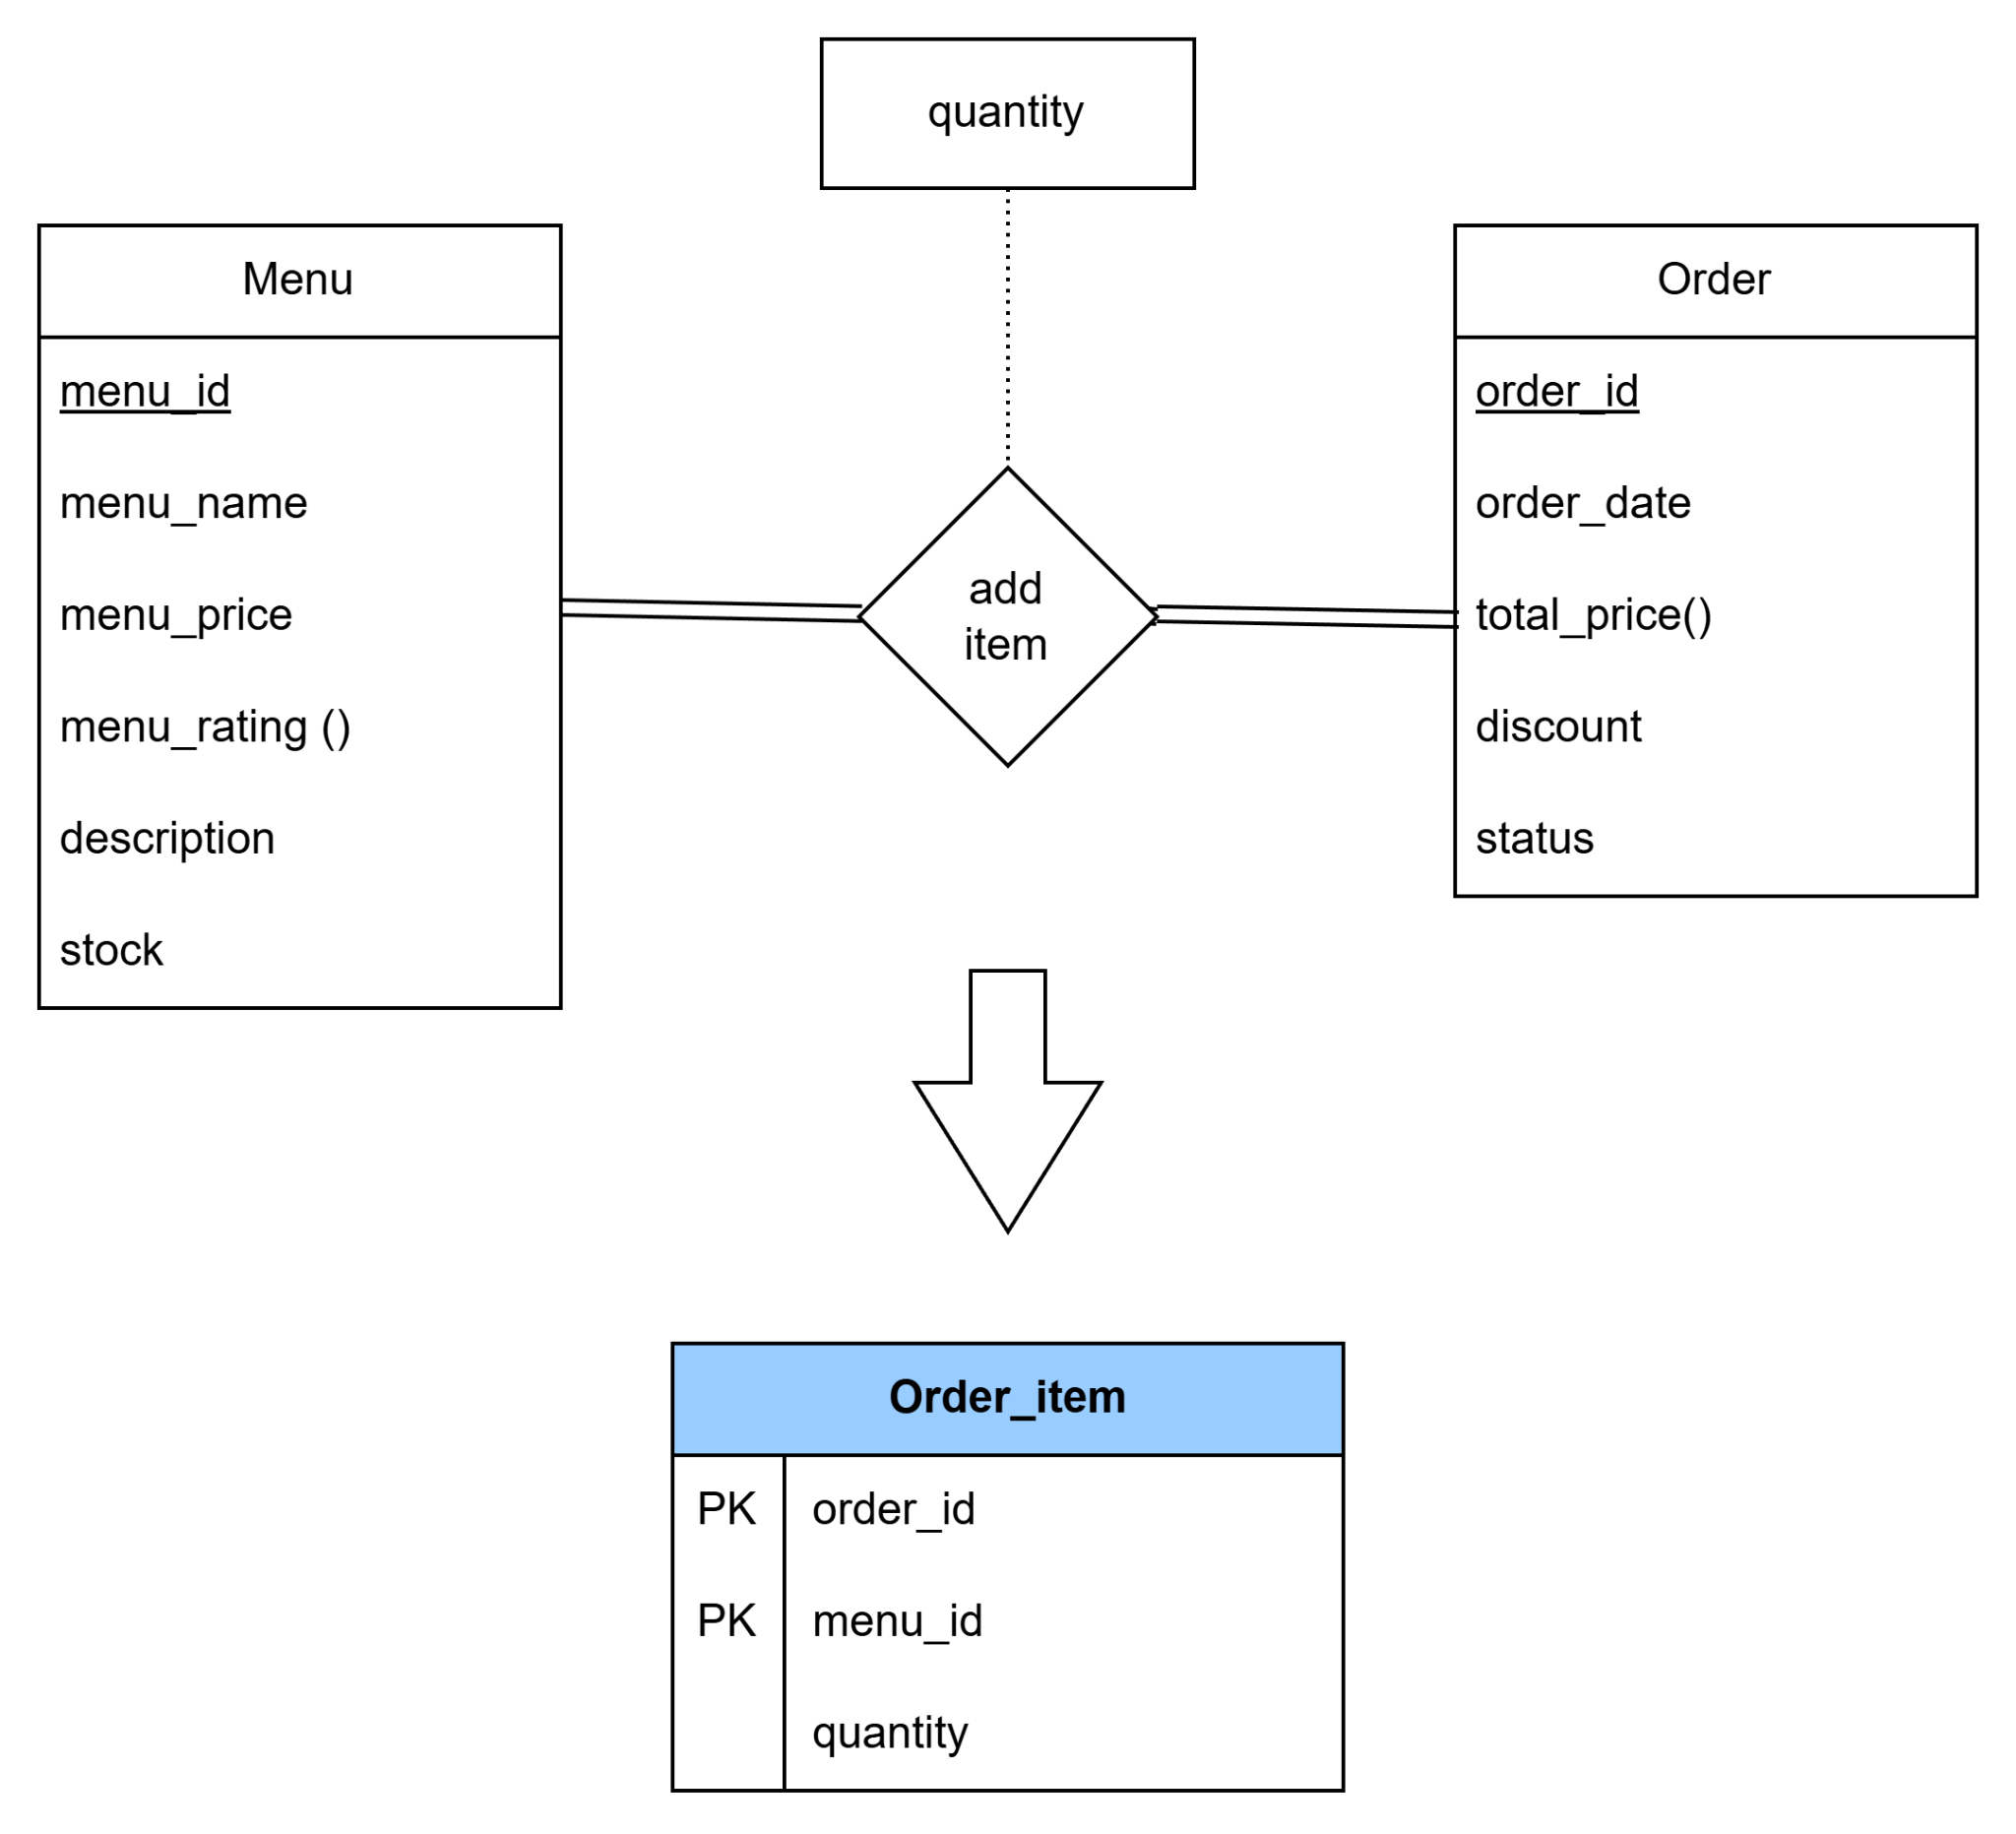 quantity
Menu
menu_id
menu_name
menu_price
menu_rating ()
description
stock
add
item
Order
order_id
order_date
total_price()
discount
status
Order_item
PK order_id
PK menu_id
quantity